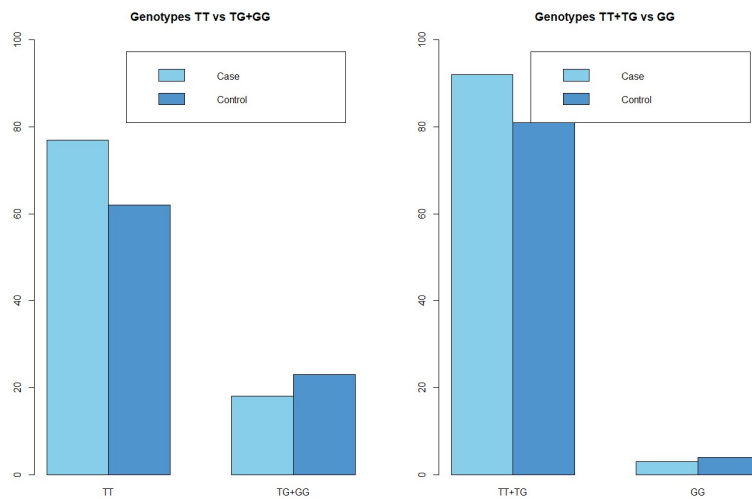 Genotypes TT vs TG+GG
100
80
60
40
20
0
Case
Control
TT
TG+GG
Genotypes TT+TG vs GG
100
80
60
40
20
0
Case
Control
TT+TG
GG